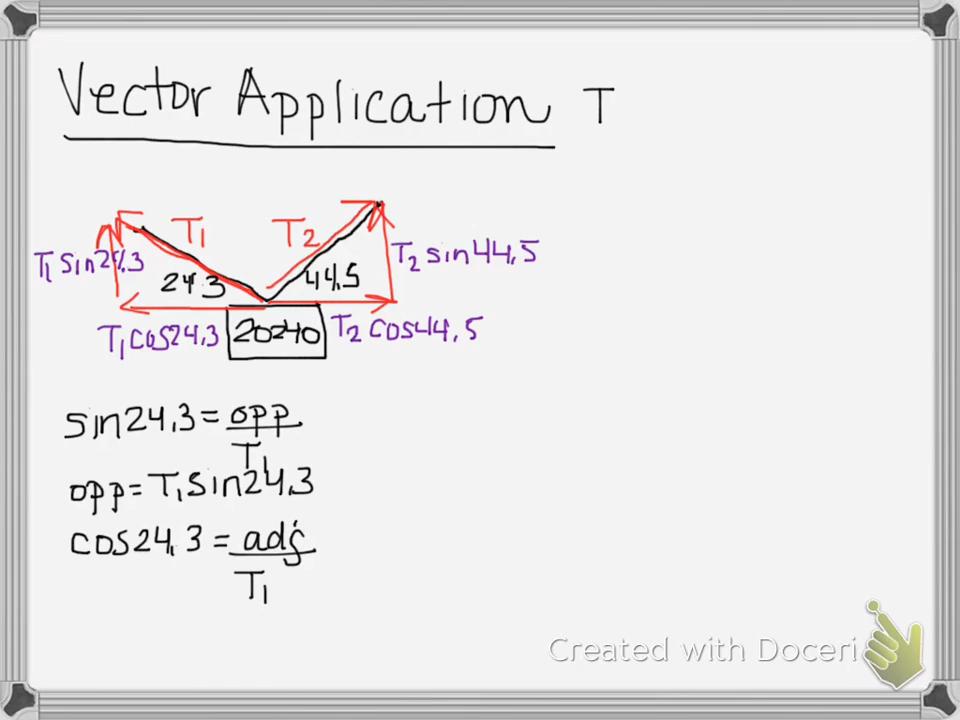 Vector Application T
T1 T2
T1 sin24.3 24.3 44.5 T2 sin44.5
T1 cos24.3 20240 T2 cos44.5
sin24.3 = opp
T1
opp = T1 sin24.3
cos24.3 = adj
T1
Created with Doceri